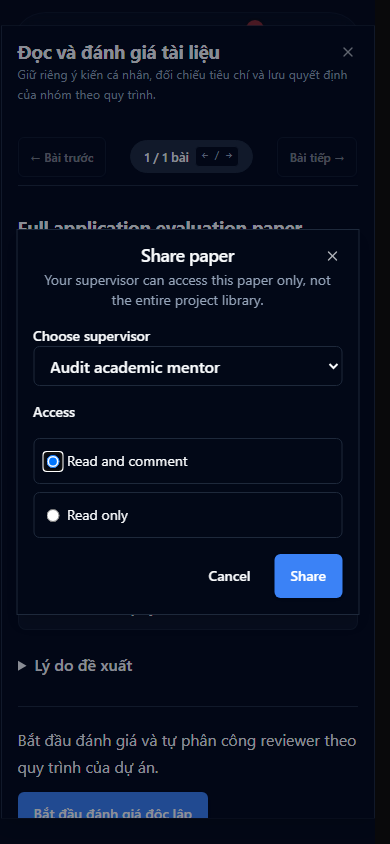 Đọc và đánh giá tài liệu
Giữ riêng ý kiến cá nhân, đối chiếu tiêu chí và lưu quyết định
của nhóm theo quy trình.
← Bài trước
1 / 1 bài ← / →
Bài tiếp →
Full application evaluation paper
Share paper
Your supervisor can access this paper only, not
the entire project library.
Choose supervisor
Audit academic mentor
Access
Read and comment
Read only
Cancel
Share
Lý do đề xuất
Bắt đầu đánh giá và tự phân công reviewer theo
quy trình của dự án.
Bắt đầu đánh giá độc lập